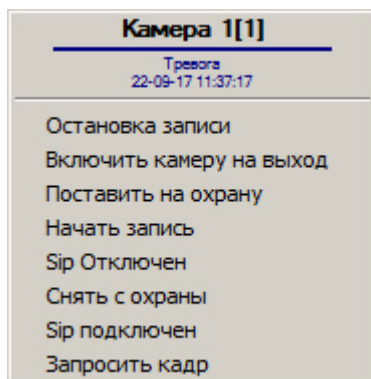 Камера 1[1]
Тревога
22-09-17 11:37:17
Остановка записи
Включить камеру на выход
Поставить на охрану
Начать запись
Sip Отключен
Снять с охраны
Sip подключен
Запросить кадр